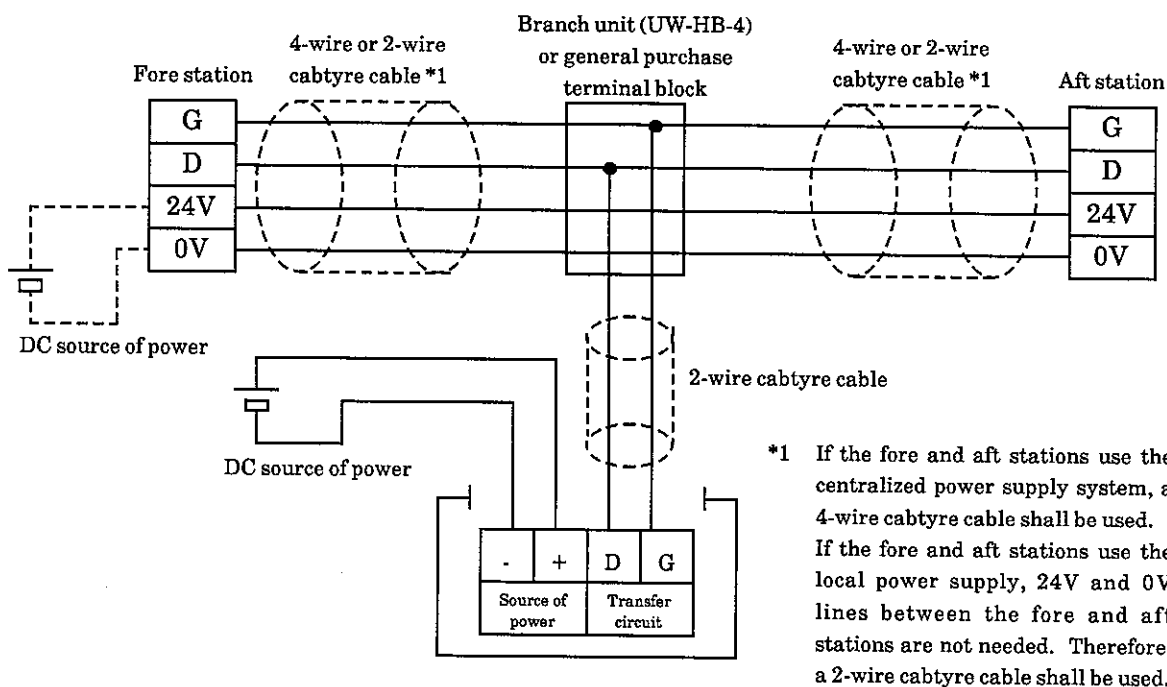 Branch unit (UW-HB-4)
or general purchase
terminal block
4-wire or 2-wire
cabtyre cable *1
4-wire or 2-wire
cabtyre cable *1
Fore station
Aft station
G
D
24V
0V
G
D
24V
0V
DC source of power
2-wire cabtyre cable
DC source of power
- + D G
Source of
power
Transfer
circuit
*1 If the fore and aft stations use the
centralized power supply system, a
4-wire cabtyre cable shall be used.
If the fore and aft stations use the
local power supply, 24V and 0V
lines between the fore and aft
stations are not needed. Therefore
a 2-wire cabtyre cable shall be used.